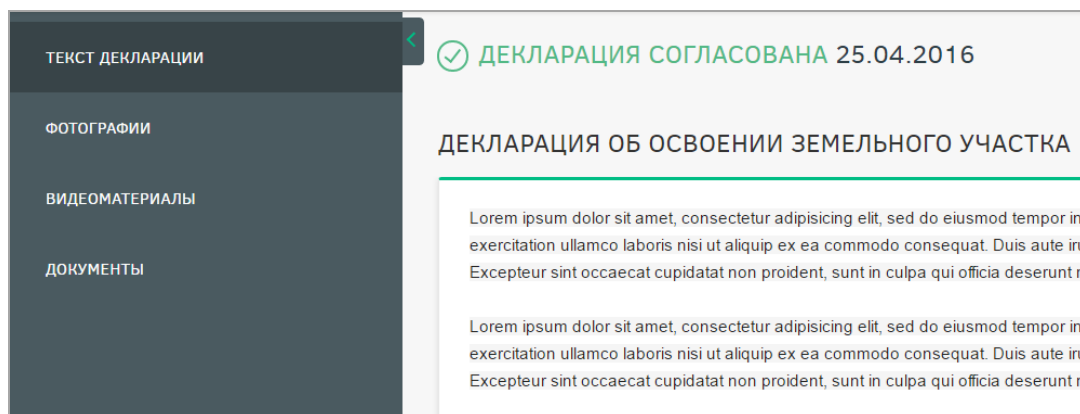 ТЕКСТ ДЕКЛАРАЦИИ
ФОТОГРАФИИ
ВИДЕОМАТЕРИАЛЫ
ДОКУМЕНТЫ
ДЕКЛАРАЦИЯ СОГЛАСОВАНА 25.04.2016
ДЕКЛАРАЦИЯ ОБ ОСВОЕНИИ ЗЕМЕЛЬНОГО УЧАСТКА
Lorem ipsum dolor sit amet, consectetur adipisicing elit, sed do eiusmod tempor
exercitation ullamco laboris nisi ut aliquip ex ea commodo consequat. Duis aute
Excepteur sint occaecat cupidatat non proident, sunt in culpa qui officia deserunt
Lorem ipsum dolor sit amet, consectetur adipisicing elit, sed do eiusmod tempor
exercitation ullamco laboris nisi ut aliquip ex ea commodo consequat. Duis aute
Excepteur sint occaecat cupidatat non proident, sunt in culpa qui officia deserunt